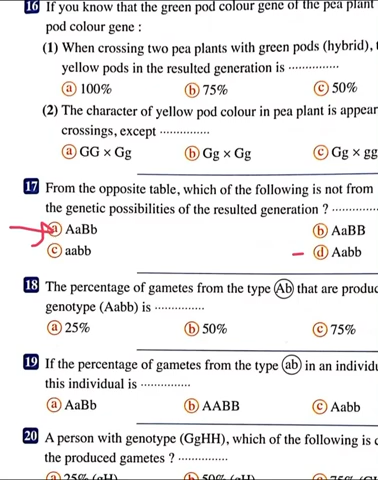 16 If you know that the green pod colour gene of the pea plant
pod colour gene :
(1) When crossing two pea plants with green pods (hybrid),
yellow pods in the resulted generation is ...............
a 100% b 75% c 50%
(2) The character of yellow pod colour in pea plant is appear
crossings, except ...............
a GG × Gg b Gg × Gg c Gg × gg
17 From the opposite table, which of the following is not from
the genetic possibilities of the resulted generation ? ...............
a AaBb b AaBB
c aabb d Aabb
18 The percentage of gametes from the type Ab that are produc
genotype (Aabb) is ...............
a 25% b 50% c 75%
19 If the percentage of gametes from the type ab in an individu
this individual is ...............
a AaBb b AABB c Aabb
20 A person with genotype (GgHH), which of the following is c
the produced gametes ? ...............
a 25% (gH) b 50% (gH)